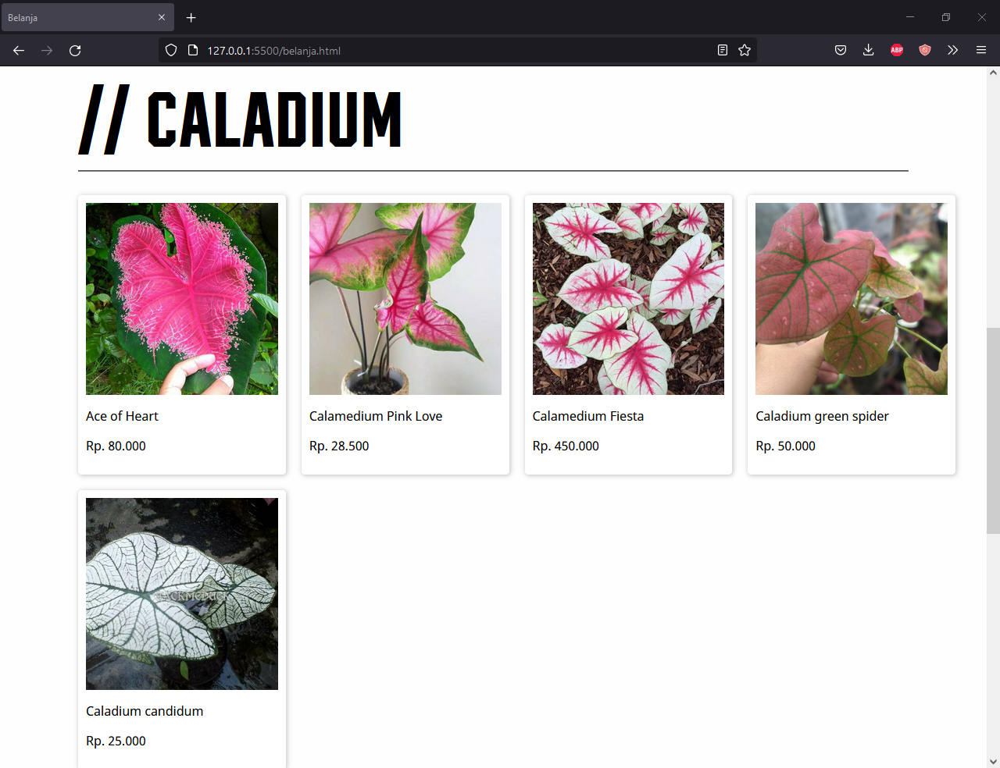 Belanja
127.0.0.1:5500/belanja.html
ABP
// CALADIUM
Ace of Heart
Rp. 80.000
Calamedium Pink Love
Rp. 28.500
Calamedium Fiesta
Rp. 450.000
Caladium green spider
Rp. 50.000
JACKMCDUCK
Caladium candidum
Rp. 25.000